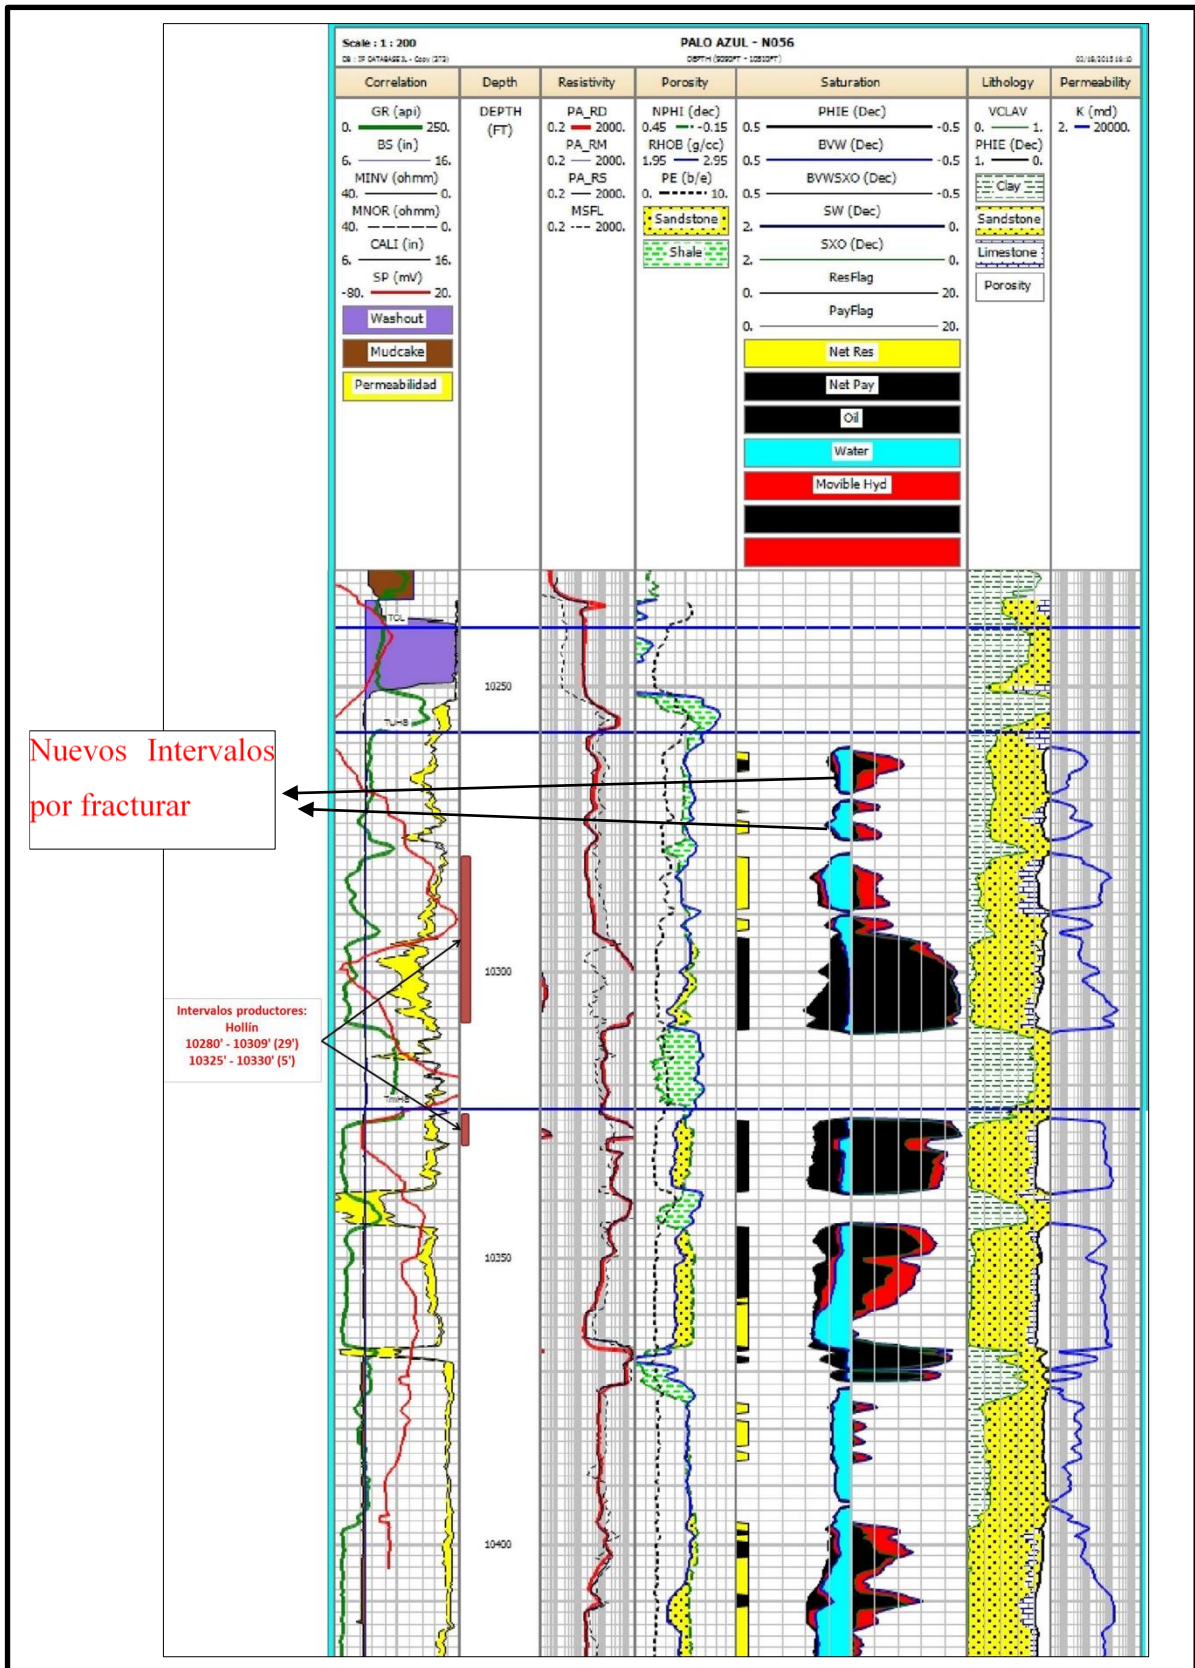 Scale : 1 : 200
PALO AZUL - N056
DEPTH (9090FT - 10510FT)
Correlation
Depth
Resistivity
Porosity
Saturation
Lithology
Permeability
GR (api)
0. 250.
BS (in)
6. 16.
MINV (ohmm)
40. 0.
MNOR (ohmm)
40. 0.
CALI (in)
6. 16.
SP (mV)
-80. 20.
Washout
Mudcake
Permeabilidad
DEPTH
(FT)
PA_RD
0.2 2000.
PA_RM
0.2 2000.
PA_RS
0.2 2000.
MSFL
0.2 2000.
NPHI (dec)
0.45 -0.15
RHOB (g/cc)
1.95 2.95
PE (b/e)
0. 10.
Sandstone
Shale
PHIE (Dec)
0.5 -0.5
BVW (Dec)
0.5 -0.5
BVWSXO (Dec)
0.5 -0.5
SW (Dec)
2. 0.
SXO (Dec)
2. 0.
ResFlag
0. 20.
PayFlag
0. 20.
Net Res
Net Pay
Oil
Water
Movible Hyd
VCLAV
0. 1.
PHIE (Dec)
1. 0.
Clay
Sandstone
Limestone
Porosity
K (md)
2. 20000.
TCL
10250
TUHS
Nuevos Intervalos
por fracturar
10300
Intervalos productores:
Hollín
10280' - 10309' (29')
10325' - 10330' (5')
TmHS
10350
10400